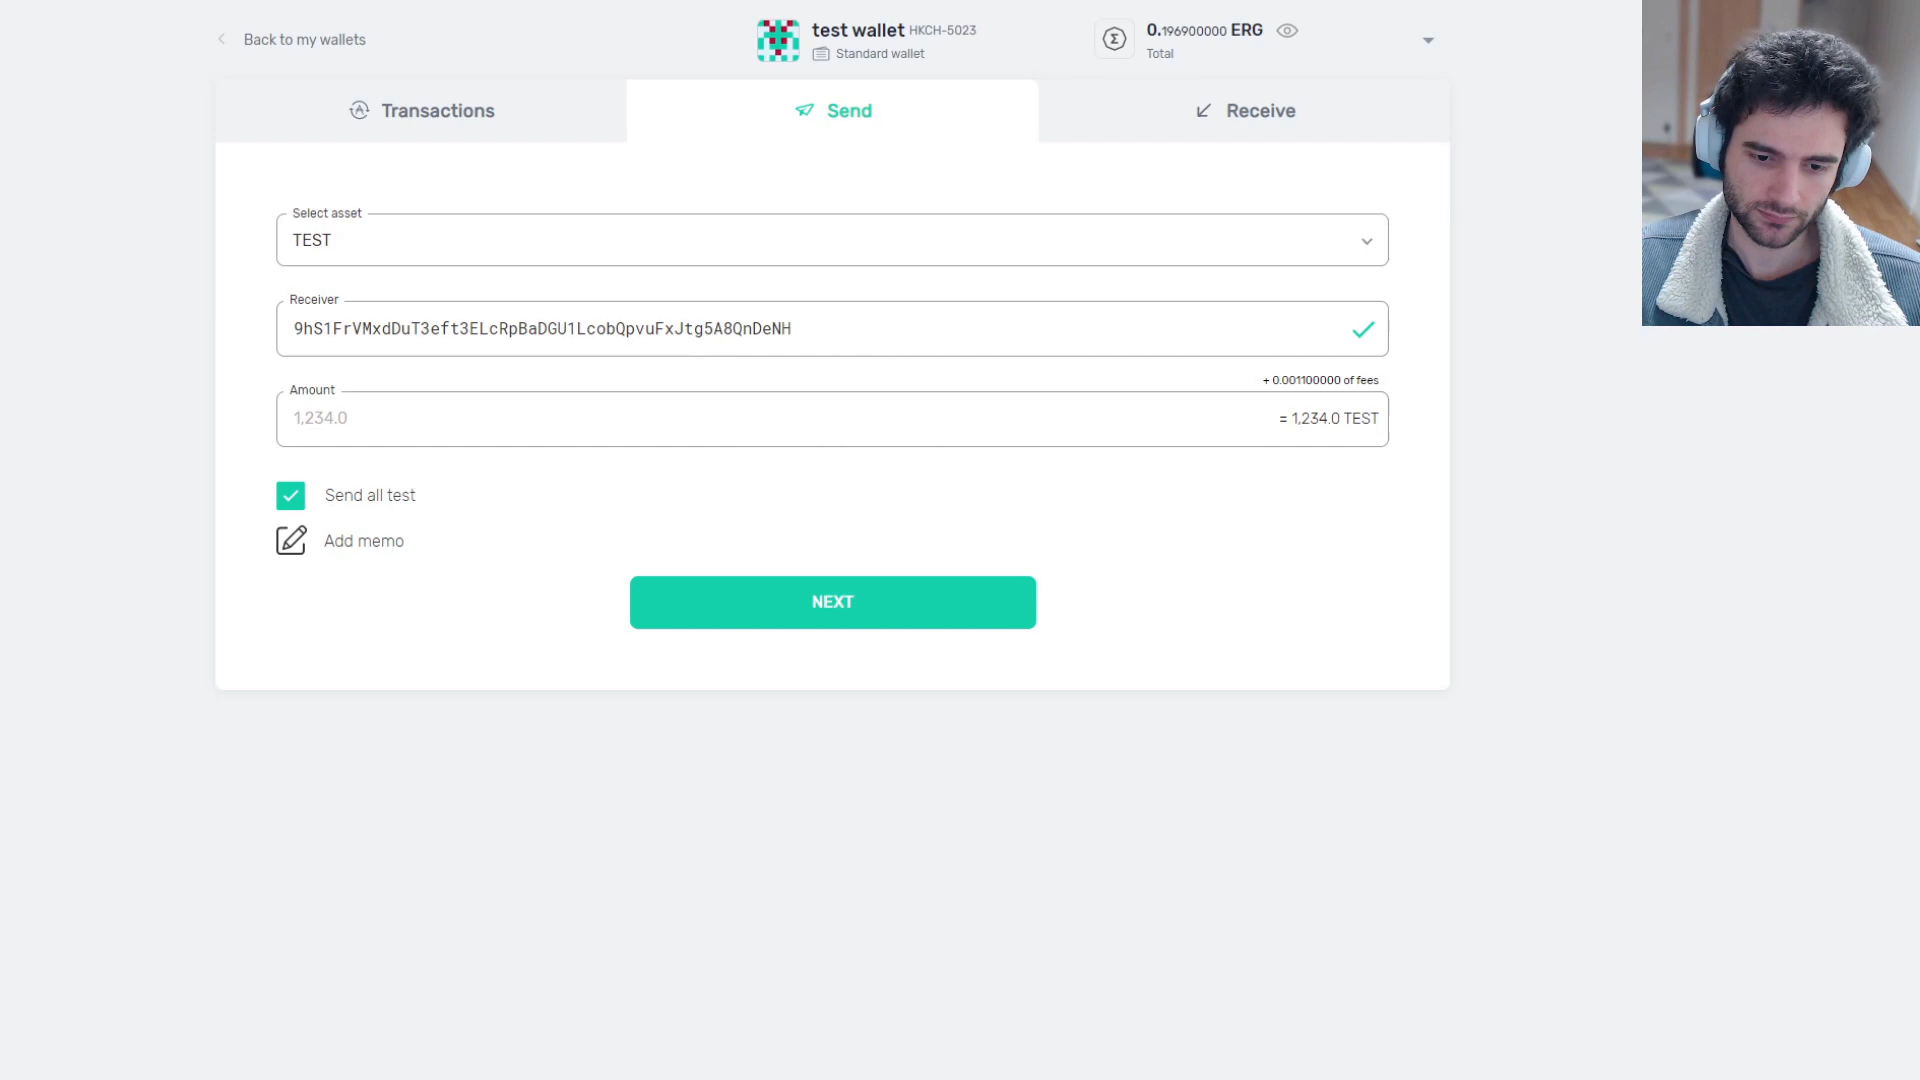 Back to my wallets
test wallet HKCH-5023
Standard wallet
0.196900000 ERG
Total
Transactions
Send
Receive
Select asset
TEST
Receiver
9hS1FrVMxdDuT3eft3ELcRpBaDGU1LcobQpvuFxJtg5A8QnDeNH
+ 0.001100000 of fees
Amount
1,234.0
= 1,234.0 TEST
Send all test
Add memo
NEXT